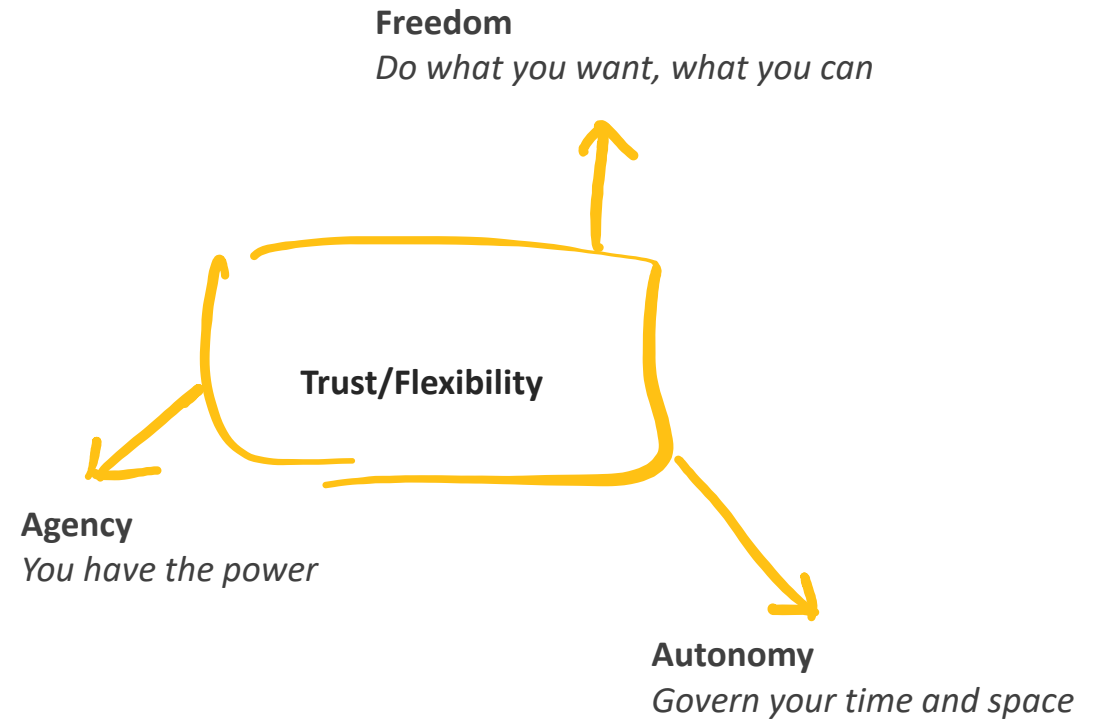 Freedom
Do what you want, what you can
Trust/Flexibility
Agency
You have the power
Autonomy
Govern your time and space